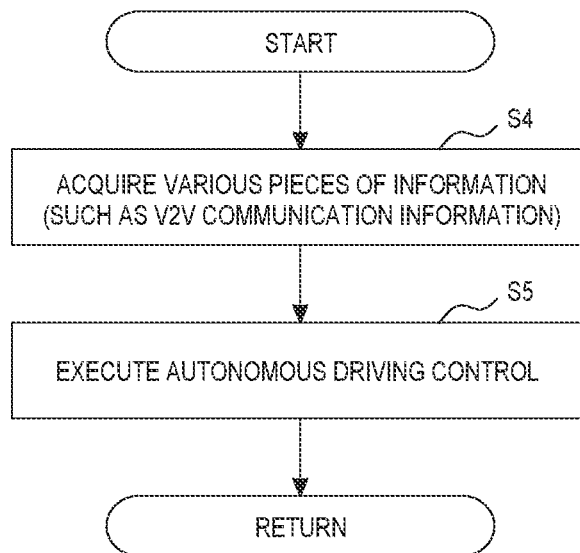 START
S4
ACQUIRE VARIOUS PIECES OF INFORMATION
(SUCH AS V2V COMMUNICATION INFORMATION)
S5
EXECUTE AUTONOMOUS DRIVING CONTROL
RETURN